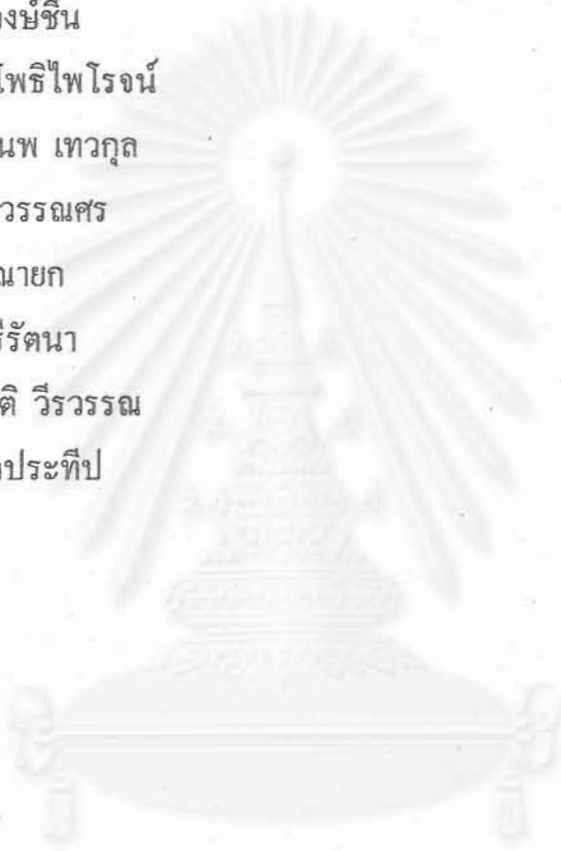 งษ์ชื่น
โพธิไพโรจน์
นพ เทวกุล
วรรณศร
ณายก
รีรัตนา
ติ วีรวรรณ
ประทีป